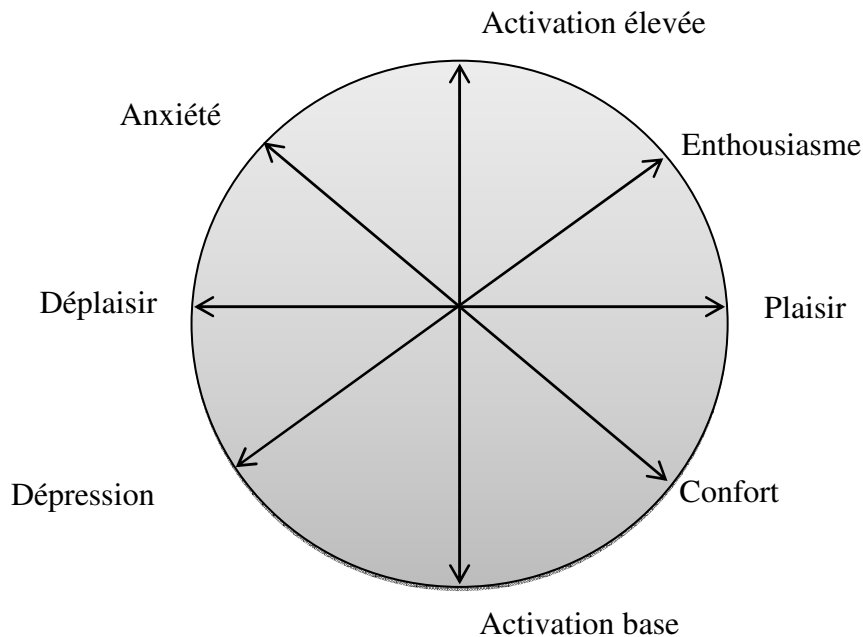 Activation élevée
Anxiété
Enthousiasme
Déplaisir
Plaisir
Dépression
Confort
Activation base